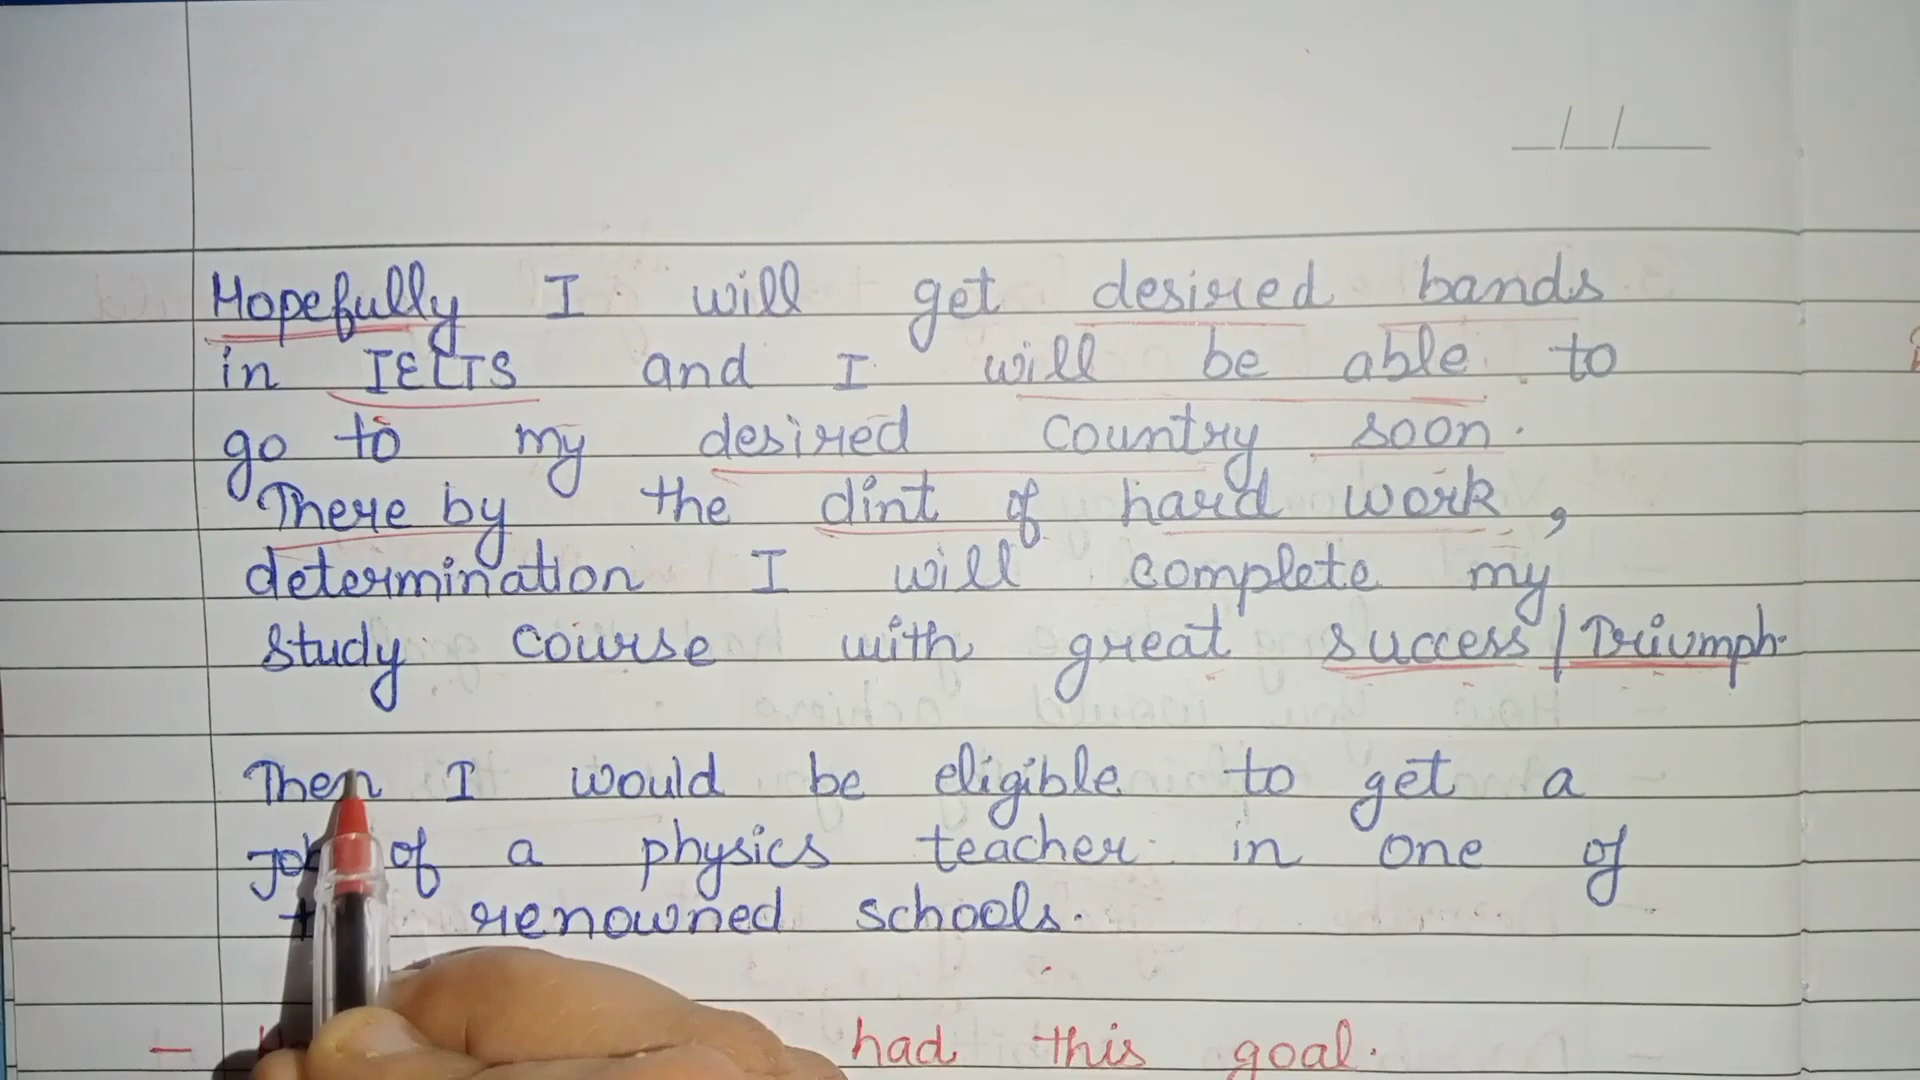 Hopefully I will get desired bands
in IELTS and I will be able to
go to my desired country soon.
There by the dint of hard work,
determination I will complete my
study course with great success/Triumph.
Then I would be eligible to get a
Job of a physics teacher in one of
renowned schools.
— had this goal.